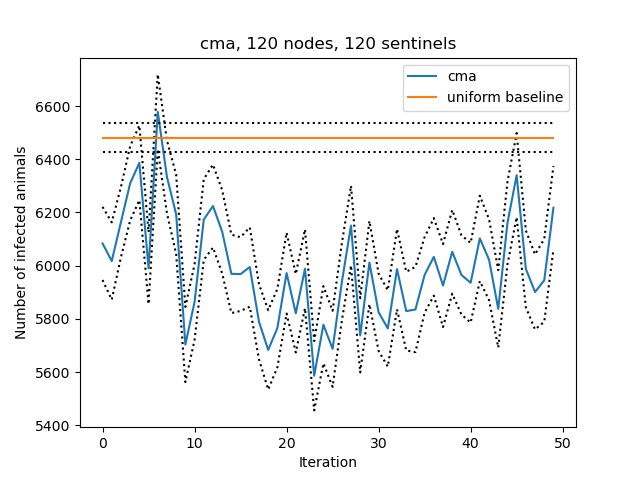 cma, 120 nodes, 120 sentinels
cma
uniform baseline
Number of infected animals
6600
6400
6200
6000
5800
5600
5400
0 10 20 30 40 50
Iteration